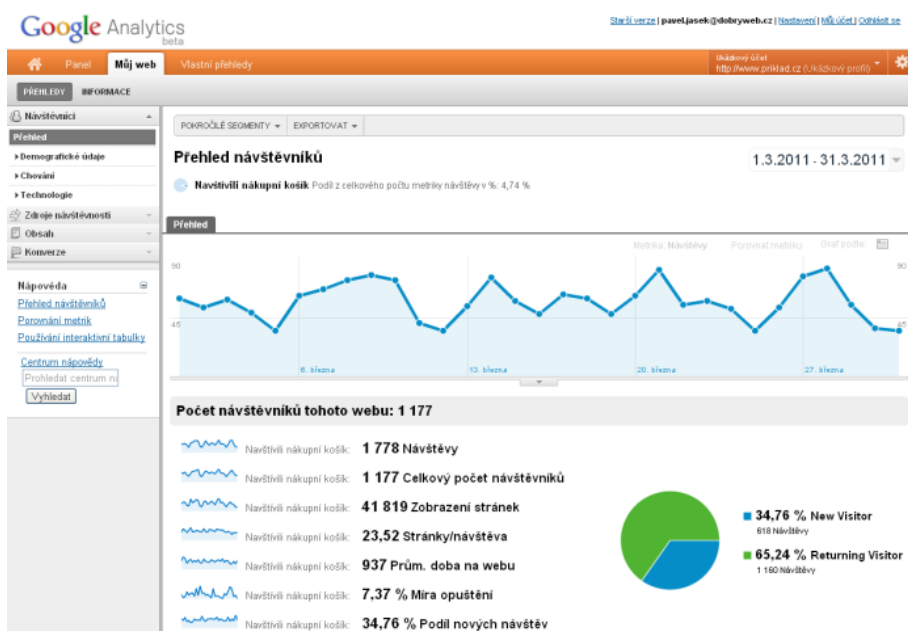 Google Analytics
beta
Starší verze | pavel.jasek@dobryweb.cz | Nastavení | Můj účet | Odhlásit se
Panel
Můj web
Vlastní přehledy
Ukázkový účet
http://www.priklad.cz (Ukázkový profil)
PŘEHLEDY
INFORMACE
Návštěvníci
Přehled
Demografické údaje
Chování
Technologie
Zdroje návštěvnosti
Obsah
Konverze
Nápověda
Přehled návštěvníků
Porovnání metrik
Používání interaktivní tabulky
Centrum nápovědy
Prohledat centrum ná
Vyhledat
POKROČILÉ SEGMENTY
EXPORTOVAT
Přehled návštěvníků
1.3.2011 - 31.3.2011
Navštívili nákupní košík Podíl z celkového počtu metriky návštěvy v %: 4,74 %
Přehled
Metrika: Návštěvy
Porovnat metriku
Graf podle:
90
90
45
45
6. března
13. března
20. března
27. března
Počet návštěvníků tohoto webu: 1 177
Navštívili nákupní košík: 1 778 Návštěvy
Navštívili nákupní košík: 1 177 Celkový počet návštěvníků
Navštívili nákupní košík: 41 819 Zobrazení stránek
Navštívili nákupní košík: 23,52 Stránky/návštěva
Navštívili nákupní košík: 937 Prům. doba na webu
Navštívili nákupní košík: 7,37 % Míra opuštění
Navštívili nákupní košík: 34,76 % Podíl nových návštěv
34,76 % New Visitor
618 Návštěvy
65,24 % Returning Visitor
1 160 Návštěvy